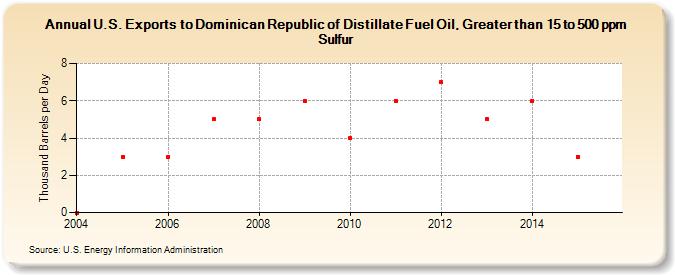 Annual U.S. Exports to Dominican Republic of Distillate Fuel Oil, Greater than 15 to 500 ppm
Sulfur
Thousand Barrels per Day
8
6
4
2
0
2004 2006 2008 2010 2012 2014
Source: U.S. Energy Information Administration